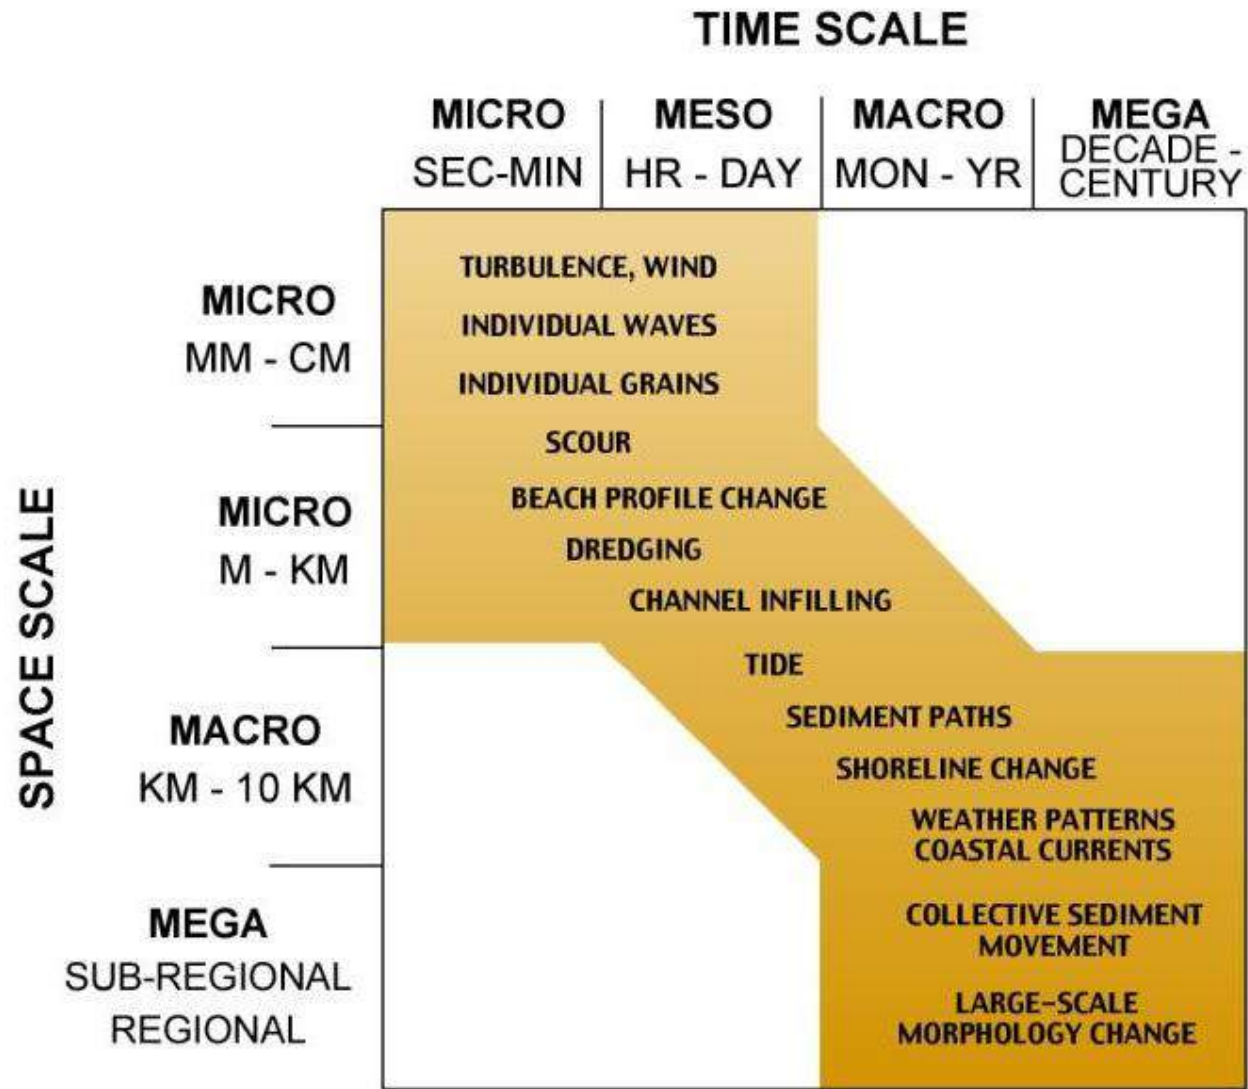 TIME SCALE
MICRO
SEC-MIN
MESO
HR - DAY
MACRO
MON - YR
MEGA
DECADE -
CENTURY
SPACE SCALE
MICRO
MM - CM
MICRO
M - KM
MACRO
KM - 10 KM
MEGA
SUB-REGIONAL
REGIONAL
TURBULENCE, WIND
INDIVIDUAL WAVES
INDIVIDUAL GRAINS
SCOUR
BEACH PROFILE CHANGE
DREDGING
CHANNEL INFILLING
TIDE
SEDIMENT PATHS
SHORELINE CHANGE
WEATHER PATTERNS
COASTAL CURRENTS
COLLECTIVE SEDIMENT
MOVEMENT
LARGE-SCALE
MORPHOLOGY CHANGE